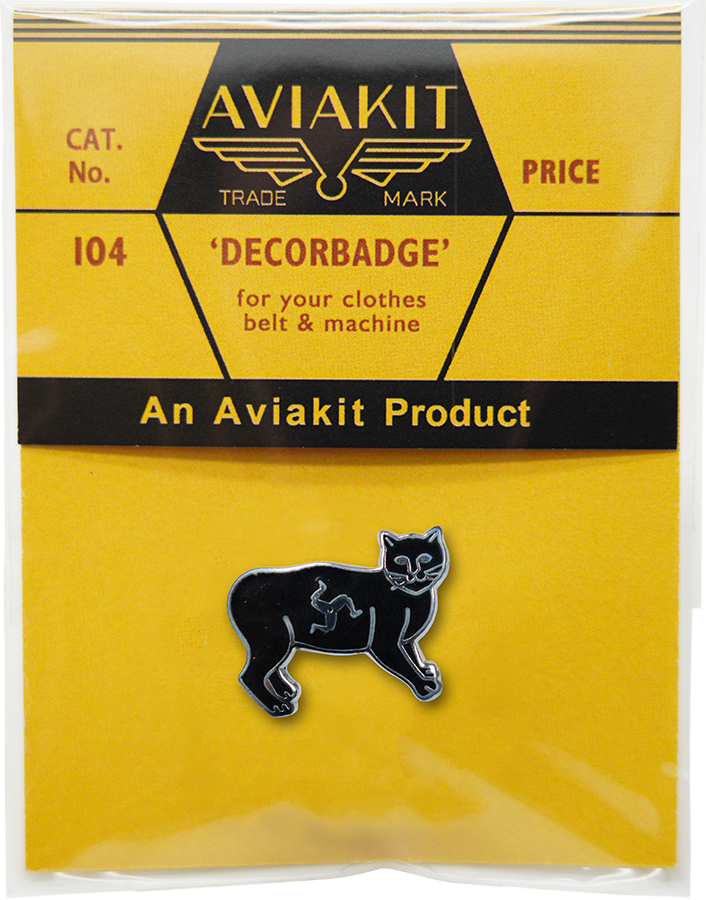 AVIAKIT
TRADE MARK
CAT.
No.
PRICE
104
‘DECORBADGE’
for your clothes
belt & machine
An Aviakit Product